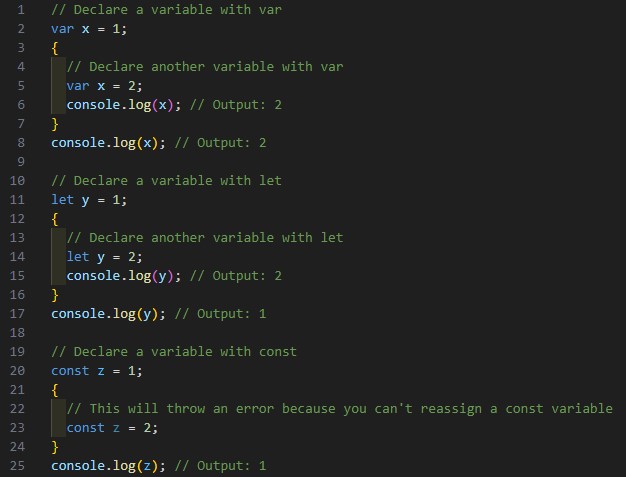 1 // Declare a variable with var
2 var x = 1;
3 {
4 // Declare another variable with var
5 var x = 2;
6 console.log(x); // Output: 2
7 }
8 console.log(x); // Output: 2
9
10 // Declare a variable with let
11 let y = 1;
12 {
13 // Declare another variable with let
14 let y = 2;
15 console.log(y); // Output: 2
16 }
17 console.log(y); // Output: 1
18
19 // Declare a variable with const
20 const z = 1;
21 {
22 // This will throw an error because you can't reassign a const variable
23 const z = 2;
24 }
25 console.log(z); // Output: 1